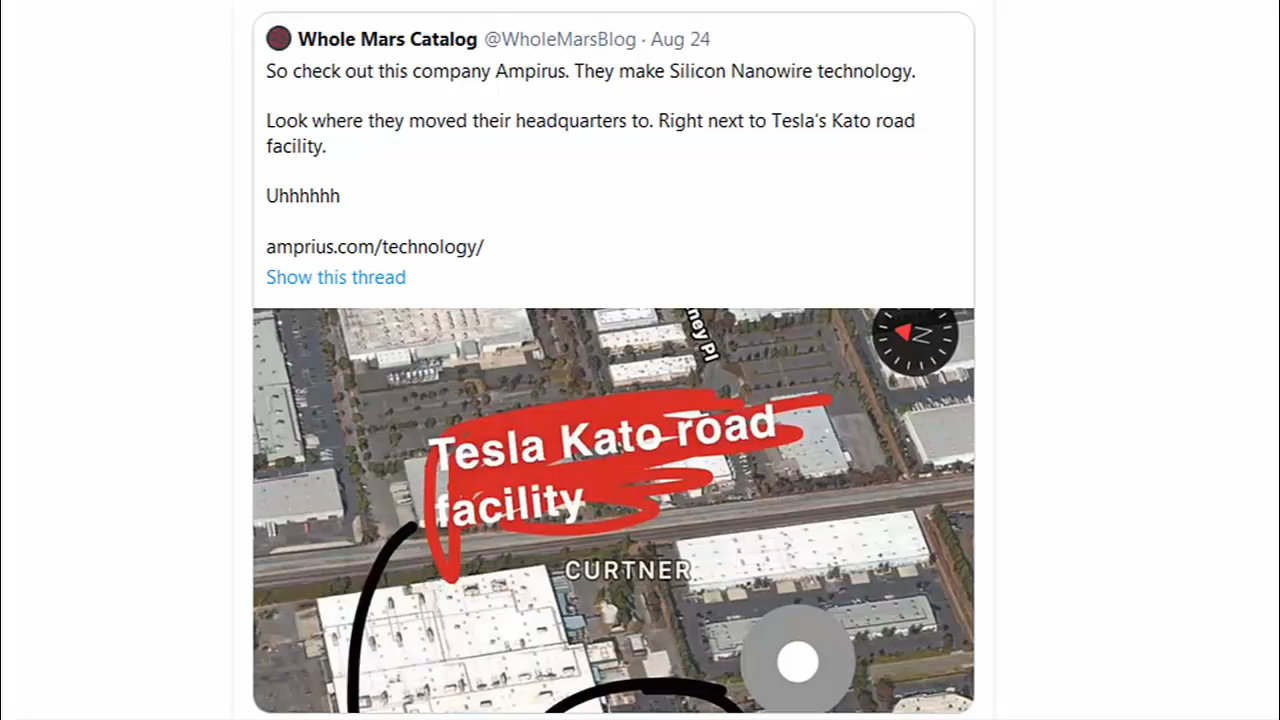 Whole Mars Catalog @WholeMarsBlog · Aug 24
So check out this company Ampirus. They make Silicon Nanowire technology.
Look where they moved their headquarters to. Right next to Tesla's Kato road
facility.
Uhhhhhh
amprius.com/technology/
Show this thread
ney Pl
N
Tesla Kato road
facility
CURTNER